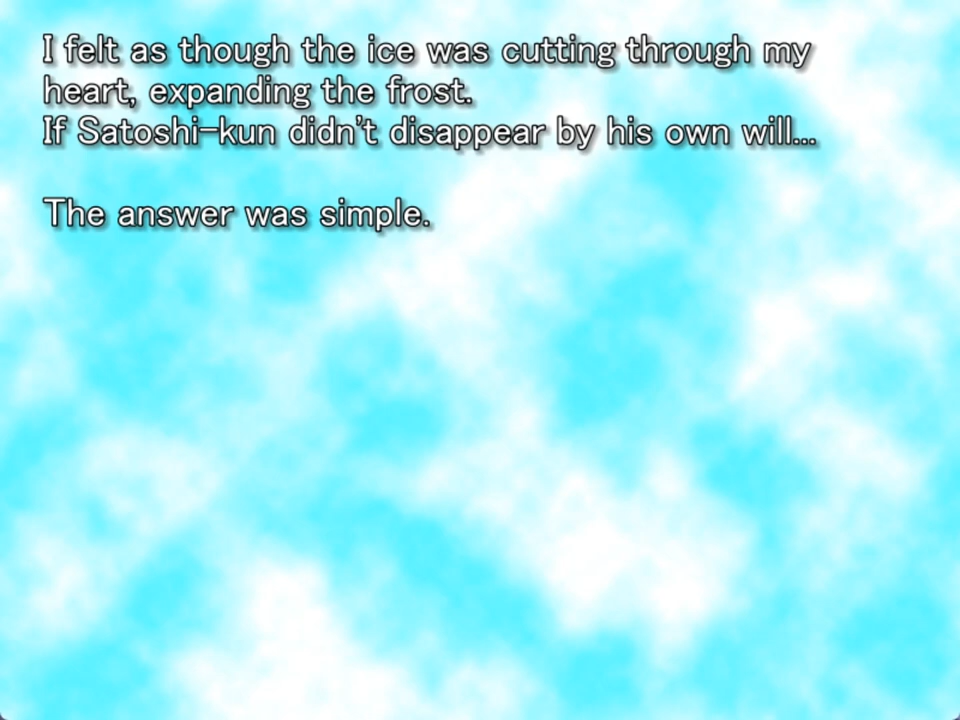 I felt as though the ice was cutting through my
heart, expanding the frost.
If Satoshi-kun didn't disappear by his own will...
The answer was simple.